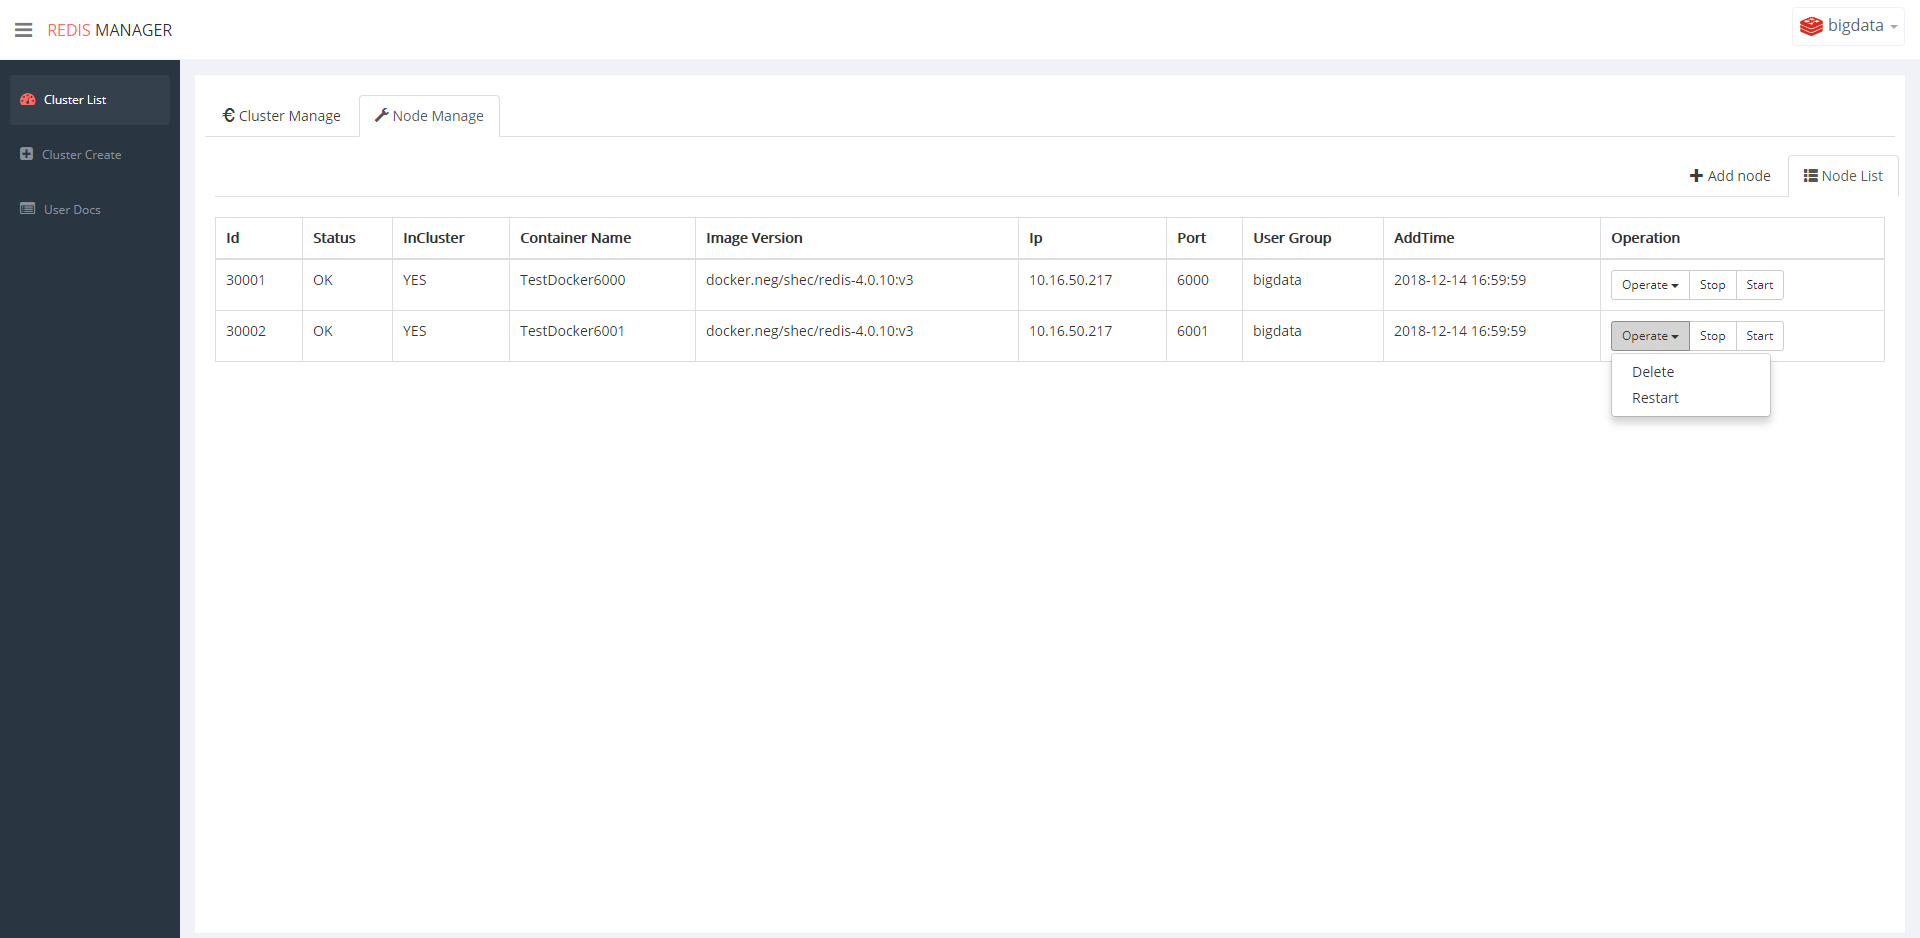 REDIS MANAGER
bigdata
Cluster List
Cluster Create
User Docs
Cluster Manage
Node Manage
Add node
Node List
Id Status InCluster Container Name Image Version Ip Port User Group AddTime Operation
30001 OK YES TestDocker6000 docker.neg/shec/redis-4.0.10:v3 10.16.50.217 6000 bigdata 2018-12-14 16:59:59 Operate Stop Start
30002 OK YES TestDocker6001 docker.neg/shec/redis-4.0.10:v3 10.16.50.217 6001 bigdata 2018-12-14 16:59:59 Operate Stop Start
Delete
Restart